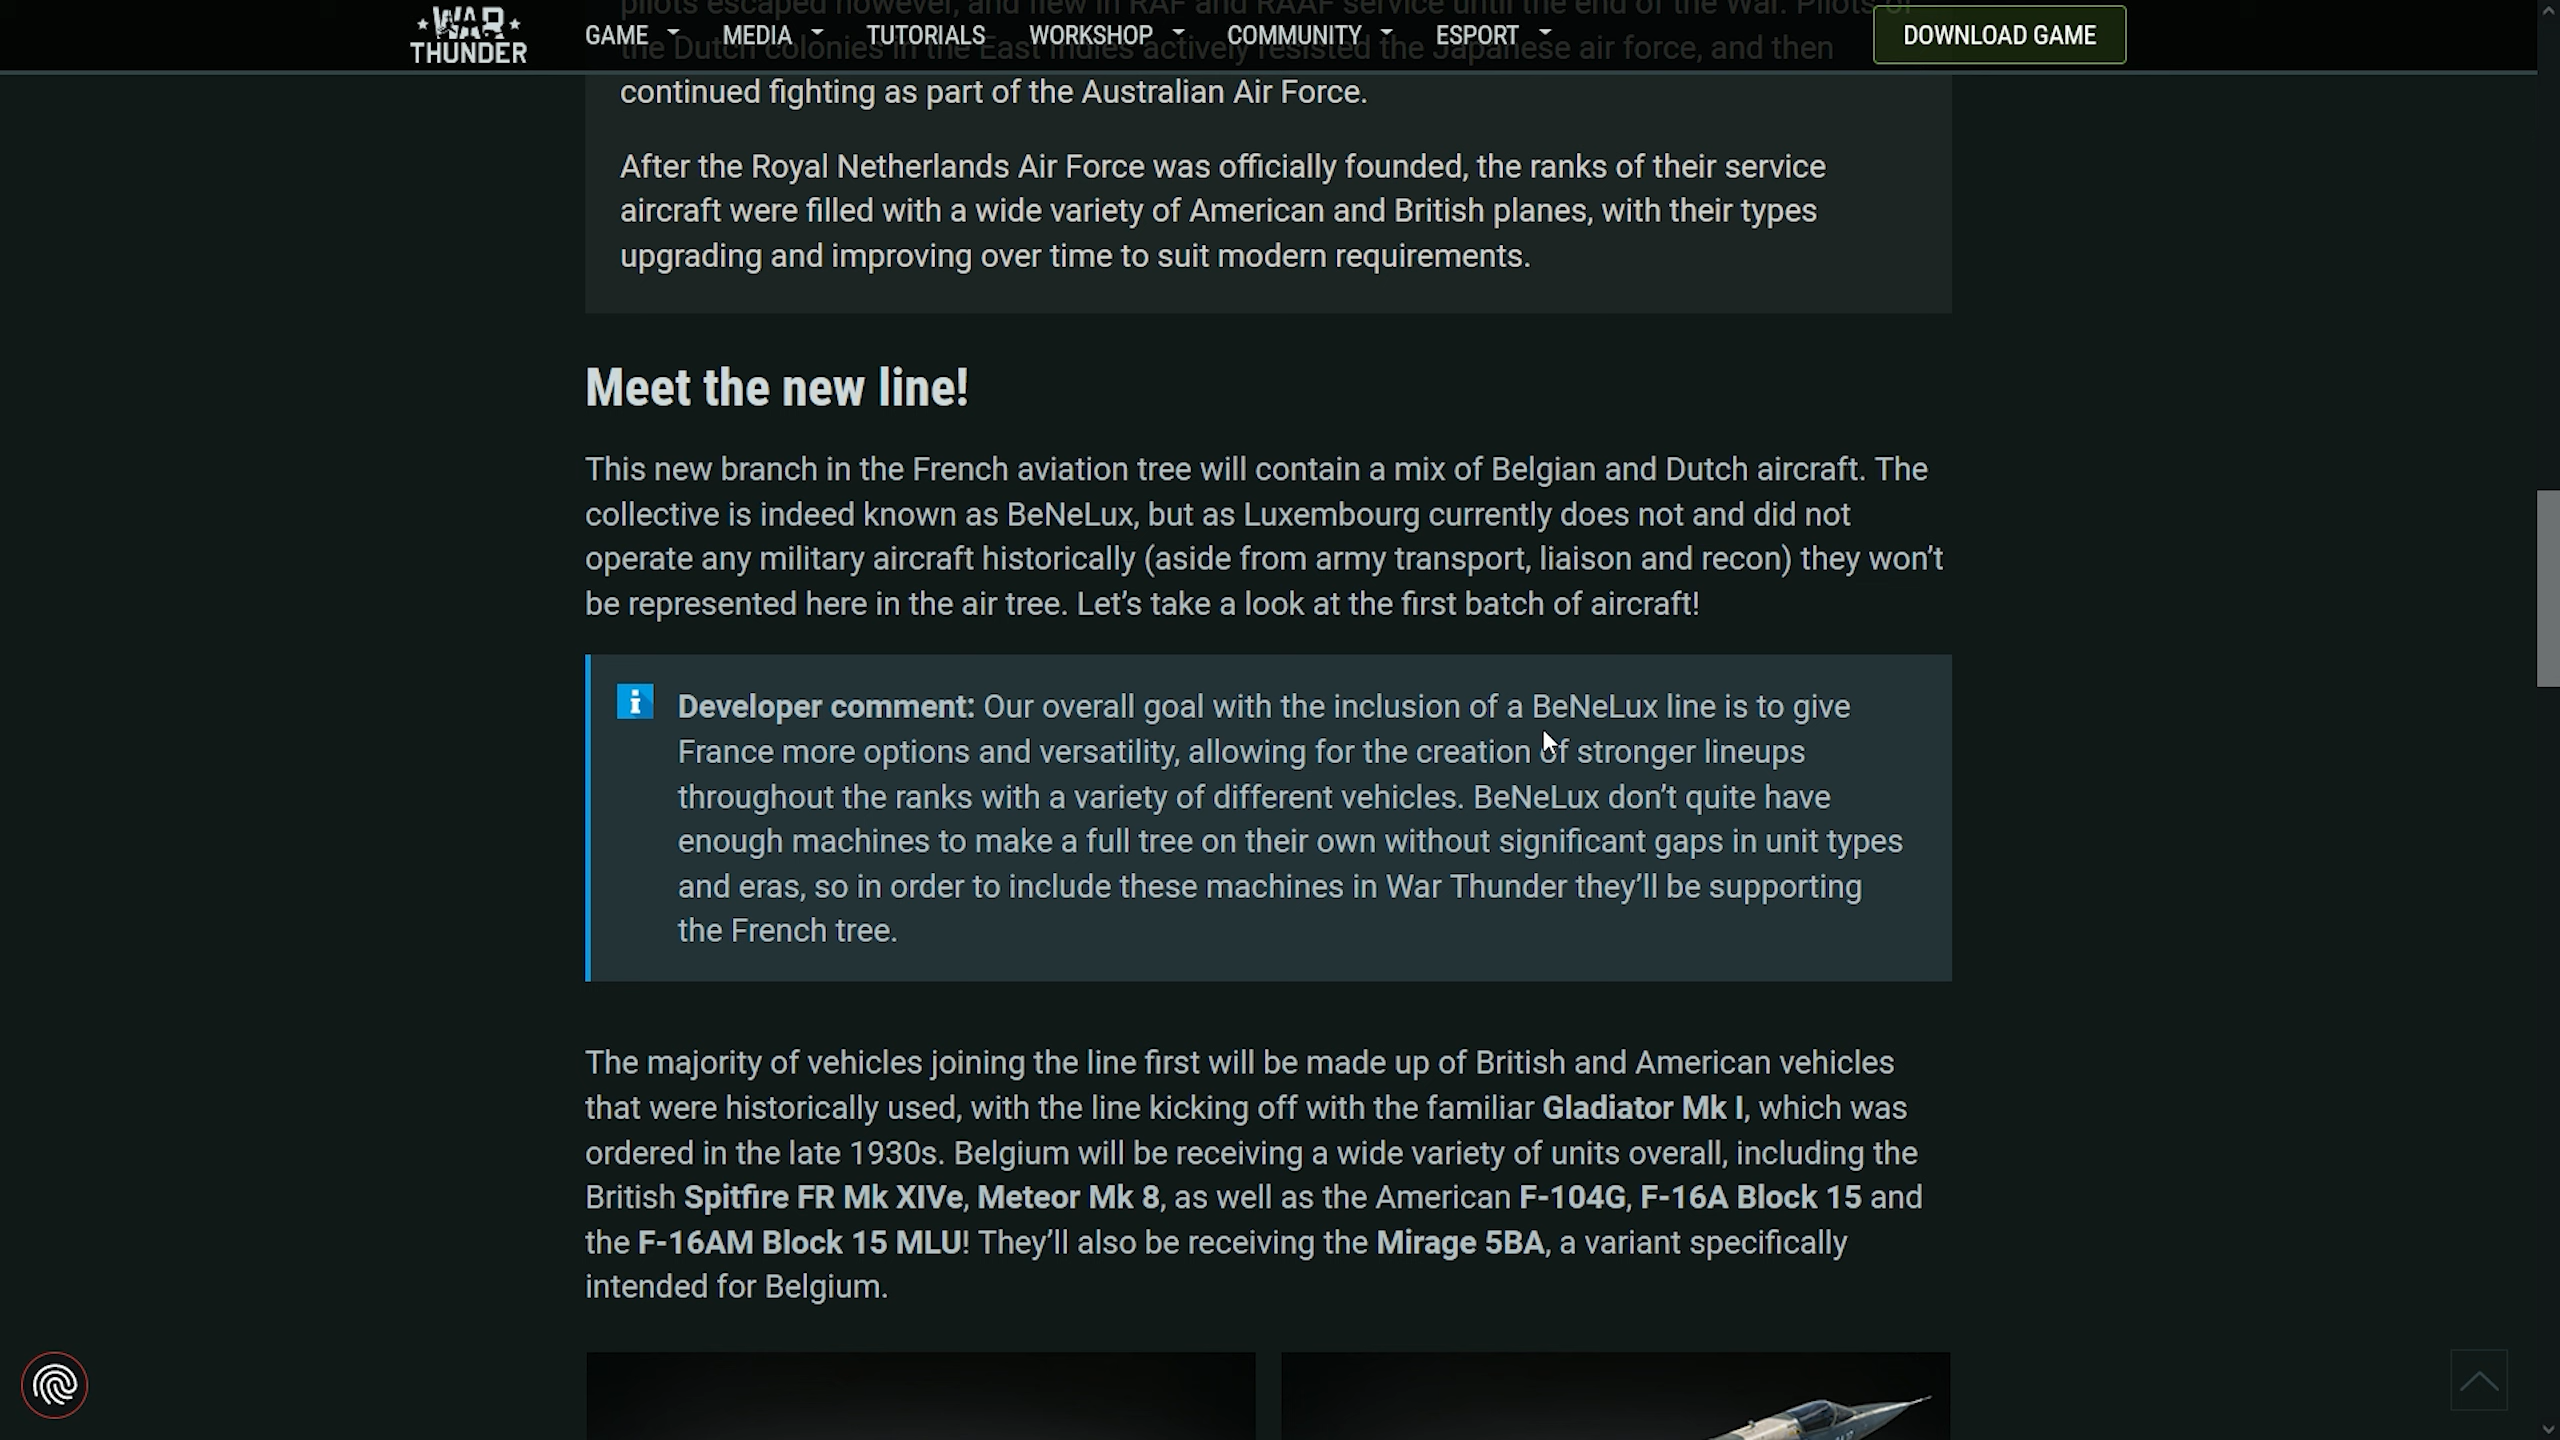 pilots escaped however, and flew in RAF and RAAF service until the end of the War. Pilots of
WAR
THUNDER
GAME
MEDIA
TUTORIALS
WORKSHOP
COMMUNITY
ESPORT
DOWNLOAD GAME
the Dutch colonies in the East Indies actively resisted the Japanese air force, and then
continued fighting as part of the Australian Air Force.
After the Royal Netherlands Air Force was officially founded, the ranks of their service
aircraft were filled with a wide variety of American and British planes, with their types
upgrading and improving over time to suit modern requirements.
Meet the new line!
This new branch in the French aviation tree will contain a mix of Belgian and Dutch aircraft. The
collective is indeed known as BeNeLux, but as Luxembourg currently does not and did not
operate any military aircraft historically (aside from army transport, liaison and recon) they won't
be represented here in the air tree. Let's take a look at the first batch of aircraft!
Developer comment: Our overall goal with the inclusion of a BeNeLux line is to give
France more options and versatility, allowing for the creation of stronger lineups
throughout the ranks with a variety of different vehicles. BeNeLux don't quite have
enough machines to make a full tree on their own without significant gaps in unit types
and eras, so in order to include these machines in War Thunder they'll be supporting
the French tree.
The majority of vehicles joining the line first will be made up of British and American vehicles
that were historically used, with the line kicking off with the familiar Gladiator Mk I, which was
ordered in the late 1930s. Belgium will be receiving a wide variety of units overall, including the
British Spitfire FR Mk XIVe, Meteor Mk 8, as well as the American F-104G, F-16A Block 15 and
the F-16AM Block 15 MLU! They'll also be receiving the Mirage 5BA, a variant specifically
intended for Belgium.